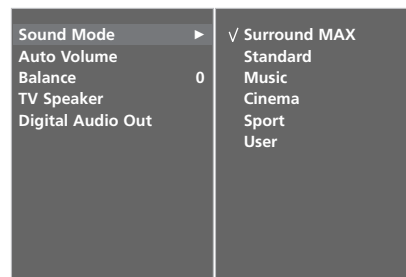 Sound Mode ►
Auto Volume
Balance 0
TV Speaker
Digital Audio Out
√ Surround MAX
Standard
Music
Cinema
Sport
User